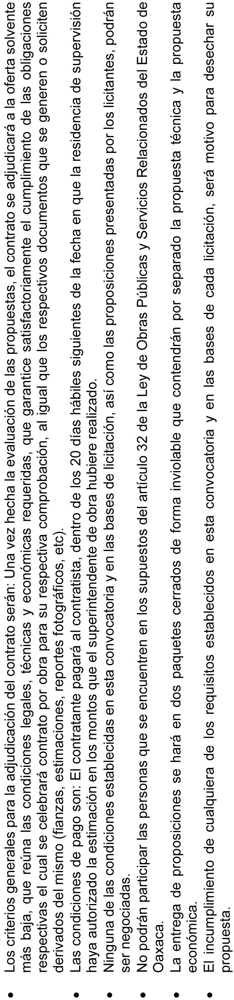 • Los criterios generales para la adjudicación del contrato serán: Una vez hecha la evaluación de las propuestas, el contrato se adjudicará a la oferta solvente
más baja, que reúna las condiciones legales, técnicas y económicas requeridas, que garantice satisfactoriamente el cumplimiento de las obligaciones
respectivas el cual se celebrará contrato por obra para su respectiva comprobación, al igual que los respectivos documentos que se generen o soliciten
derivados del mismo (fianzas, estimaciones, reportes fotográficos, etc).
• Las condiciones de pago son: El contratante pagará al contratista, dentro de los 20 días hábiles siguientes de la fecha en que la residencia de supervisión
haya autorizado la estimación en los montos que el superintendente de obra hubiere realizado.
• Ninguna de las condiciones establecidas en esta convocatoria y en las bases de licitación, así como las proposiciones presentadas por los licitantes, podrán
ser negociadas.
• No podrán participar las personas que se encuentren en los supuestos del artículo 32 de la Ley de Obras Públicas y Servicios Relacionados del Estado de
Oaxaca.
• La entrega de proposiciones se hará en dos paquetes cerrados de forma inviolable que contendrán por separado la propuesta técnica y la propuesta
económica.
• El incumplimiento de cualquiera de los requisitos establecidos en esta convocatoria y en las bases de cada licitación, será motivo para desechar su
propuesta.